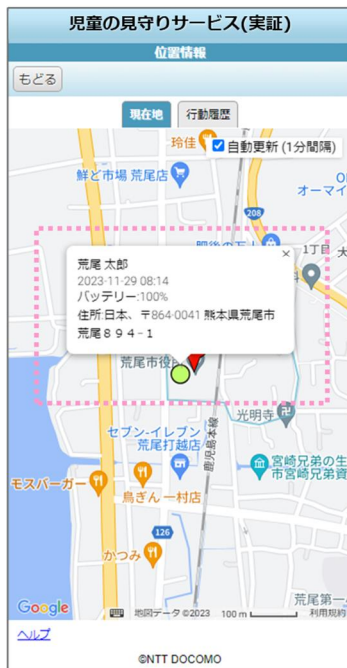 児童の見守りサービス(実証)
位置情報
もどる
現在地
行動履歴
玲佳
自動更新 (1分間隔)
鮮ど市場 荒尾店
オーマイ
208
1丁目
×
荒尾 太郎
2023-11-29 08:14
バッテリー:100%
住所:日本、〒864-0041 熊本県荒尾市
荒尾894-1
荒尾市役
光明寺
セブン-イレブン
荒尾打越店
鹿児島本線
宮崎兄弟の生
市宮崎兄弟資
モスバーガー
鳥ぎん 一村店
126
かつみ
荒尾第一
Google
地図データ ©2023
100 m
利用規約
ヘルプ
©NTT DOCOMO